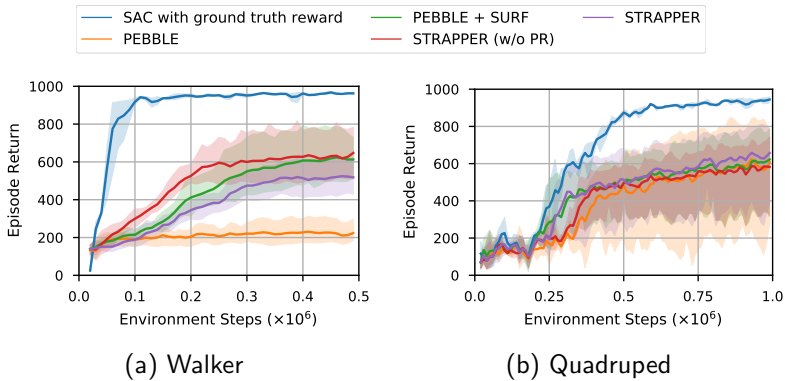 SAC with ground truth reward
PEBBLE
PEBBLE + SURF
STRAPPER (w/o PR)
STRAPPER
1000
800
600
400
200
0
Episode Return
0.0 0.1 0.2 0.3 0.4 0.5
Environment Steps (×10⁶)
(a) Walker
1000
800
600
400
200
0
Episode Return
0.0 0.25 0.5 0.75 1.0
Environment Steps (×10⁶)
(b) Quadruped